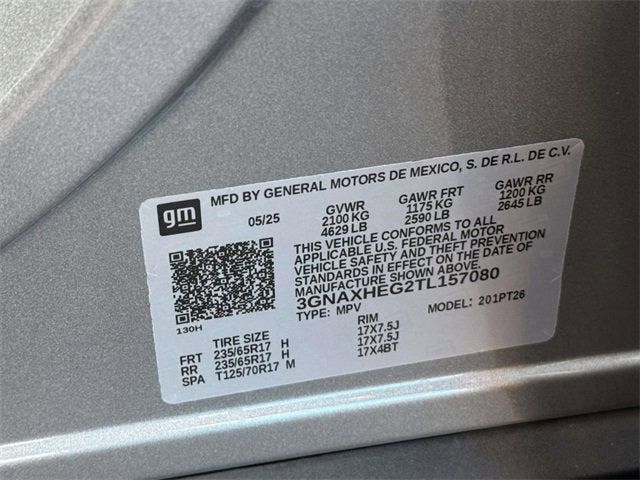 gm
MFD BY GENERAL MOTORS DE MEXICO, S. DE R.L. DE C.V.
05/25 GVWR GAWR FRT GAWR RR
2100 KG 1175 KG 1200 KG
4629 LB 2590 LB 2645 LB
THIS VEHICLE CONFORMS TO ALL
APPLICABLE U.S. FEDERAL MOTOR
VEHICLE SAFETY AND THEFT PREVENTION
STANDARDS IN EFFECT ON THE DATE OF
MANUFACTURE SHOWN ABOVE.
3GNAXHEG2TL157080
TYPE: MPV MODEL: 201PT26
130H
TIRE SIZE RIM
FRT 235/65R17 H 17X7.5J
RR 235/65R17 H 17X7.5J
SPA T125/70R17 M 17X4BT